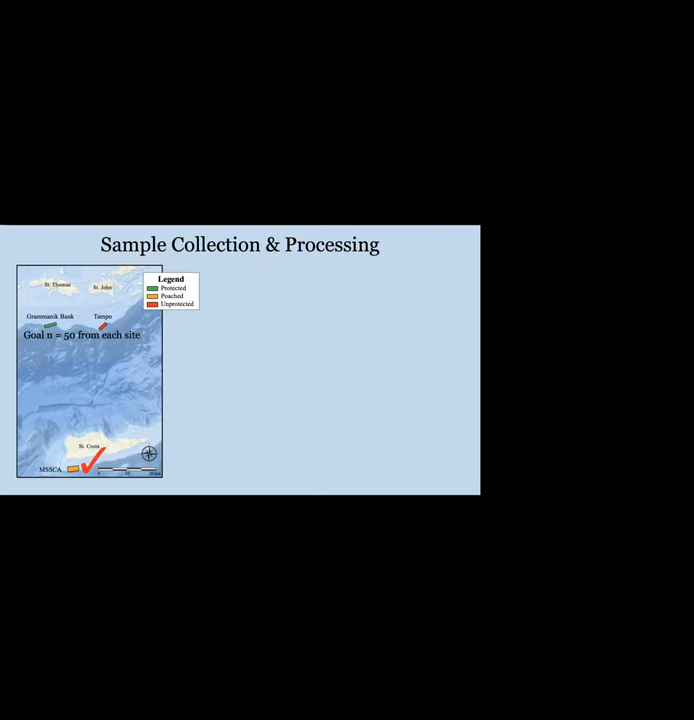 Sample Collection & Processing
St. Thomas
St. John
Legend
Protected
Poached
Unprotected
Grammanik Bank
Tampo
Goal n = 50 from each site
St. Croix
MSSCA